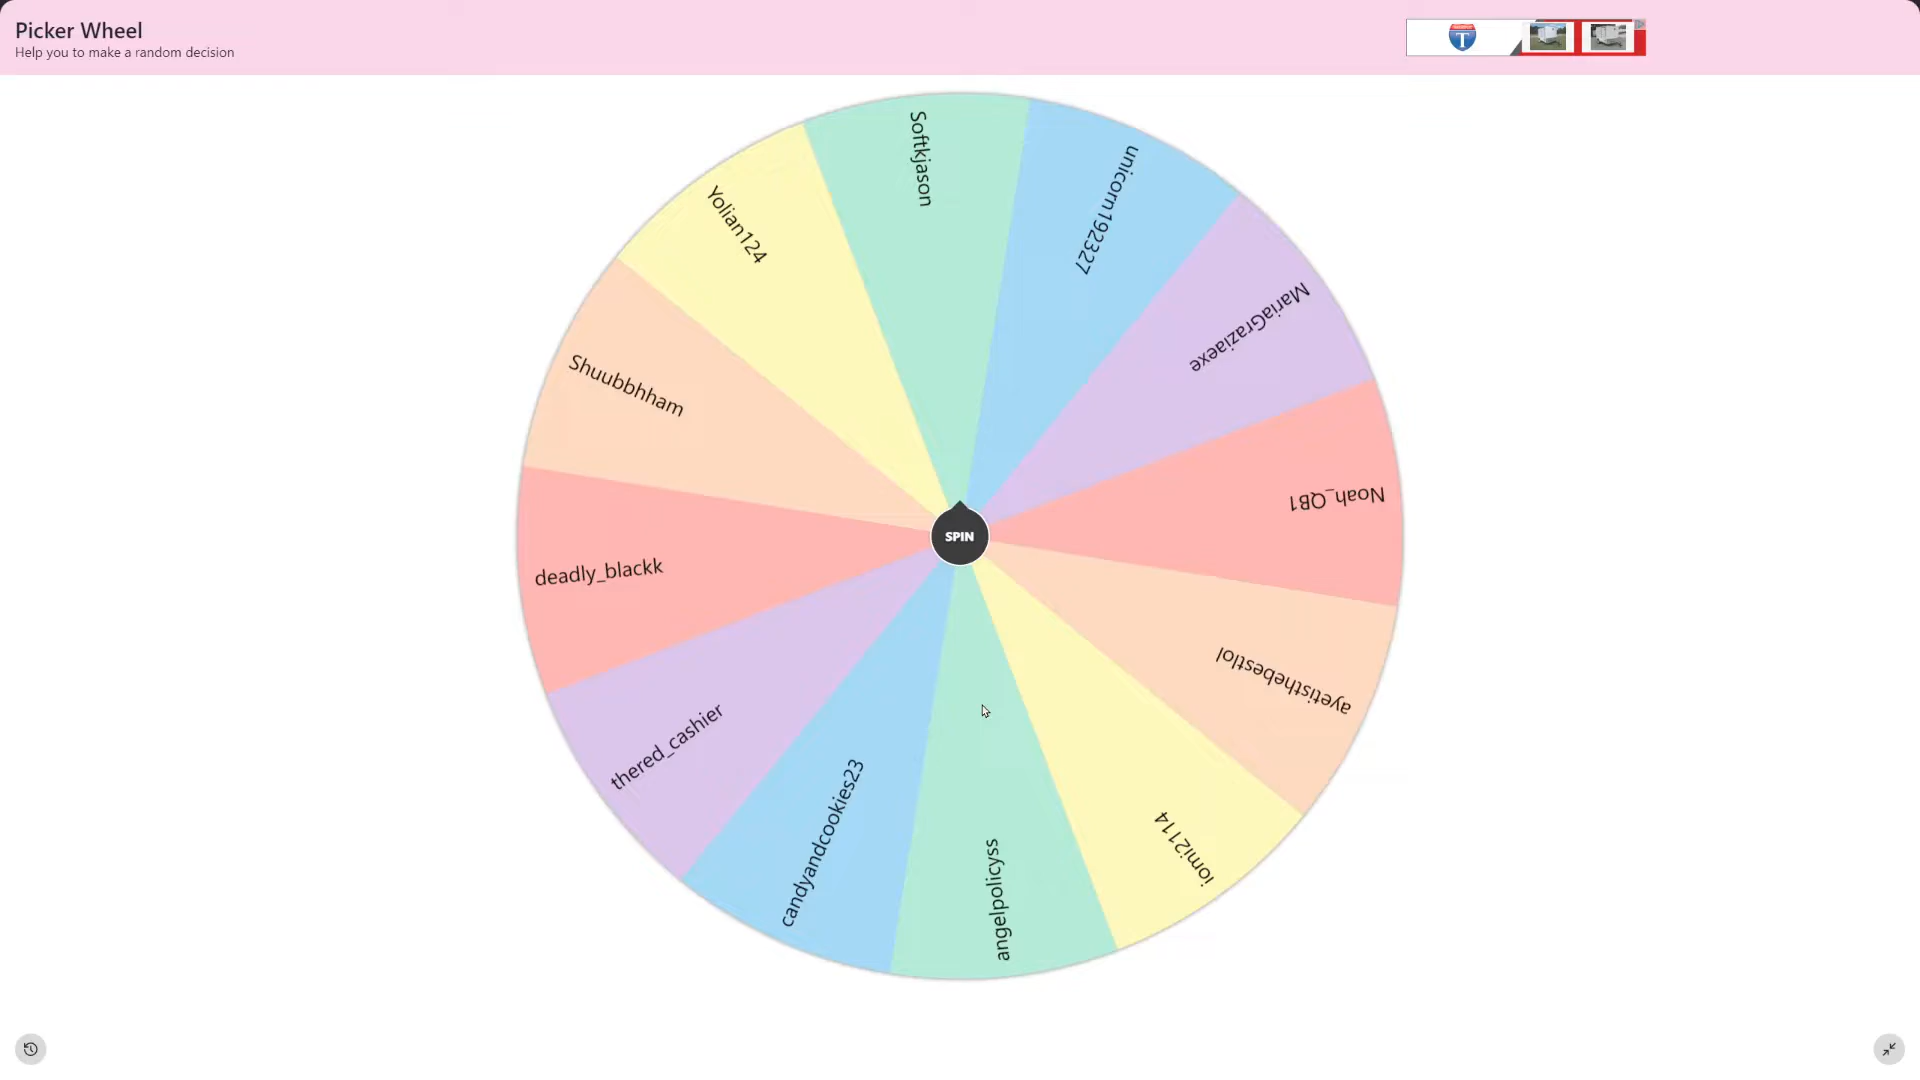 Picker Wheel
Help you to make a random decision
T
Softkjason
unicorn192327
MariaGraziaexe
Noah_QB1
ayetisthebestlol
iomi2114
angelpolicyss
candyandcookies23
thered_cashier
deadly_blackk
Shuubbhham
Yolian124
SPIN